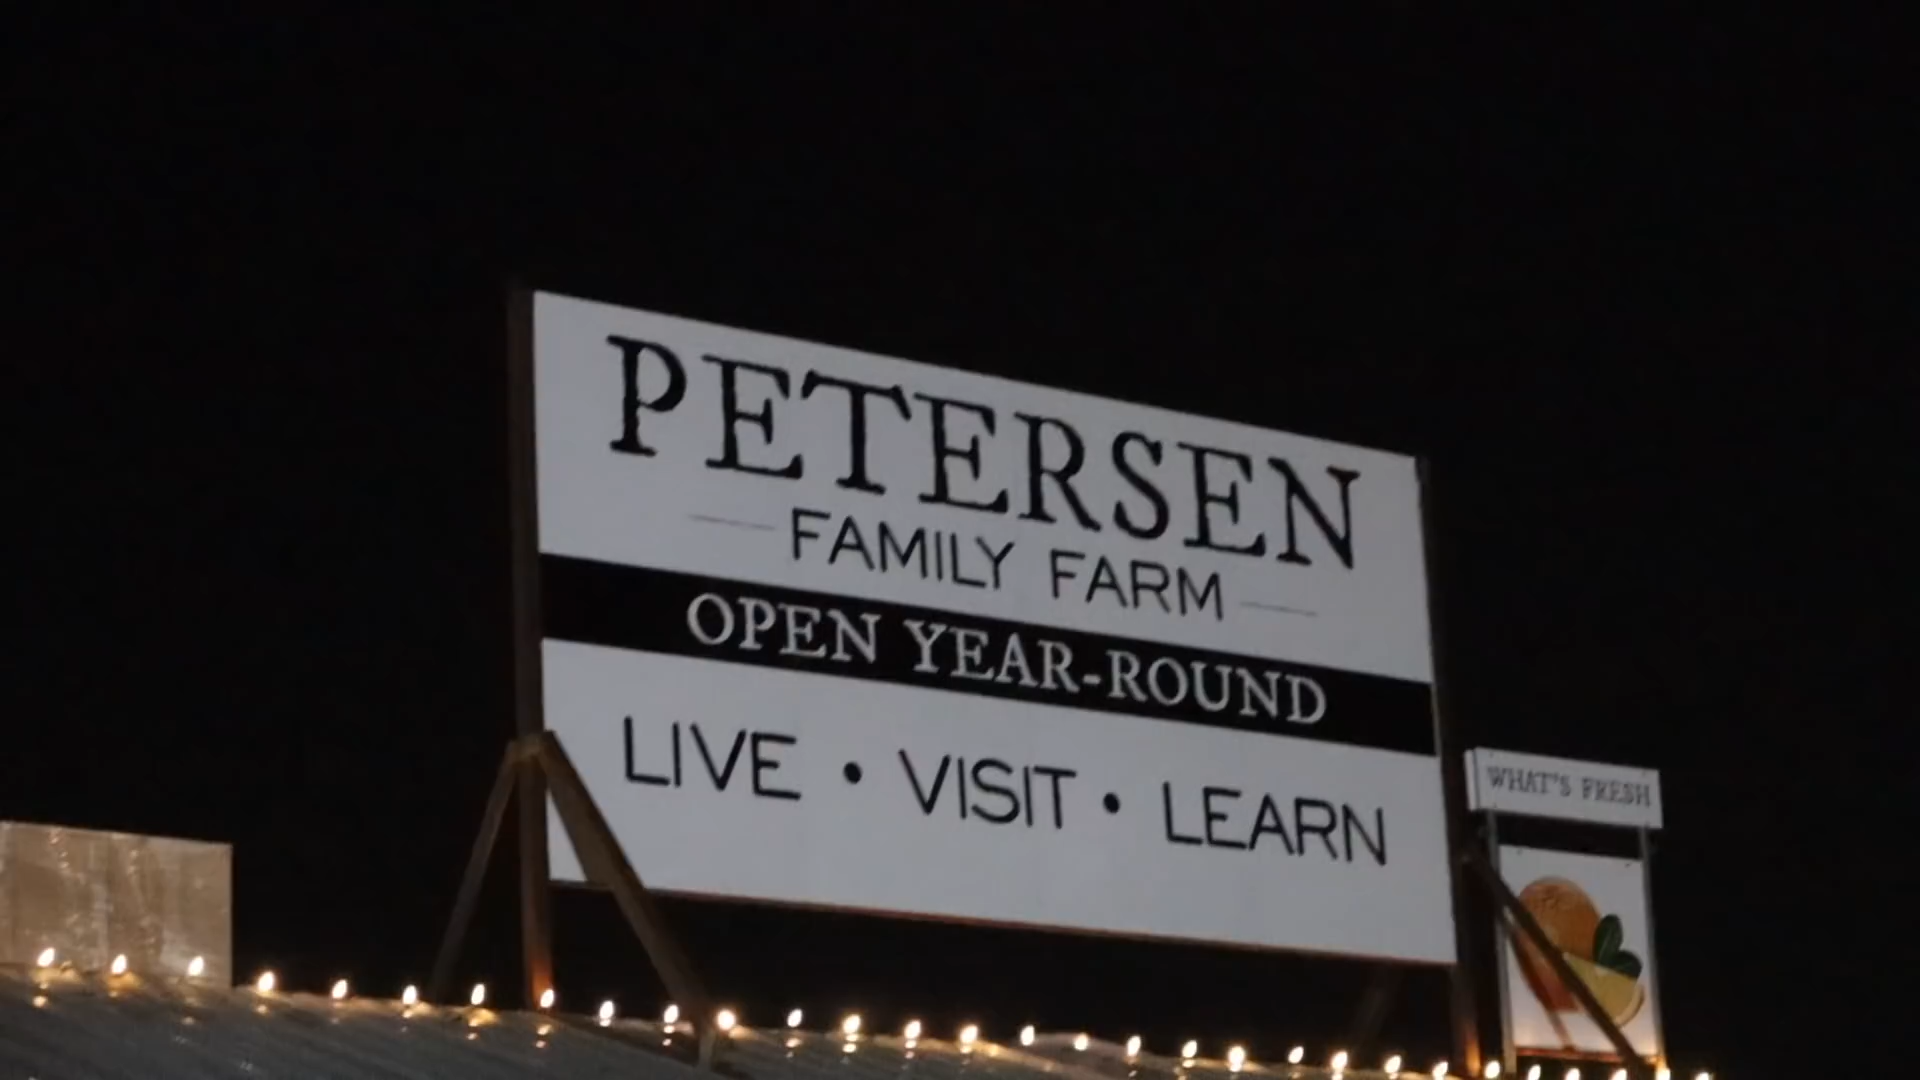 PETERSEN
FAMILY FARM
OPEN YEAR-ROUND
LIVE • VISIT • LEARN
WHAT'S FRESH